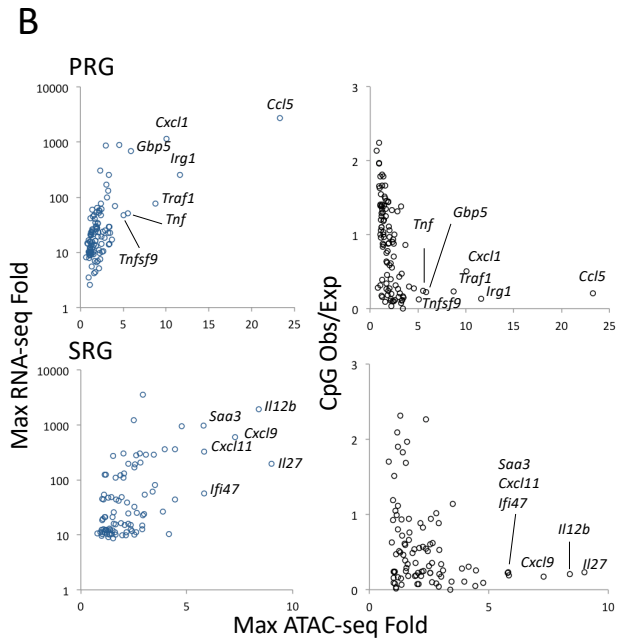 B
PRG
10000
1000
100
10
1
0
5
10
15
20
25
Ccl5
Cxcl1
Gbp5
Irg1
Traf1
Tnf
Tnfsf9
3
2
1
0
0
5
10
15
20
25
Tnf
Gbp5
Cxcl1
Traf1
Irg1
Tnfsf9
Ccl5
Max RNA-seq Fold
CpG Obs/Exp
SRG
10000
1000
100
10
1
0
5
10
Saa3
Il12b
Cxcl9
Cxcl11
Il27
Ifi47
3
2
1
0
0
5
10
Saa3
Cxcl11
Ifi47
Il12b
Cxcl9
Il27
Max ATAC-seq Fold